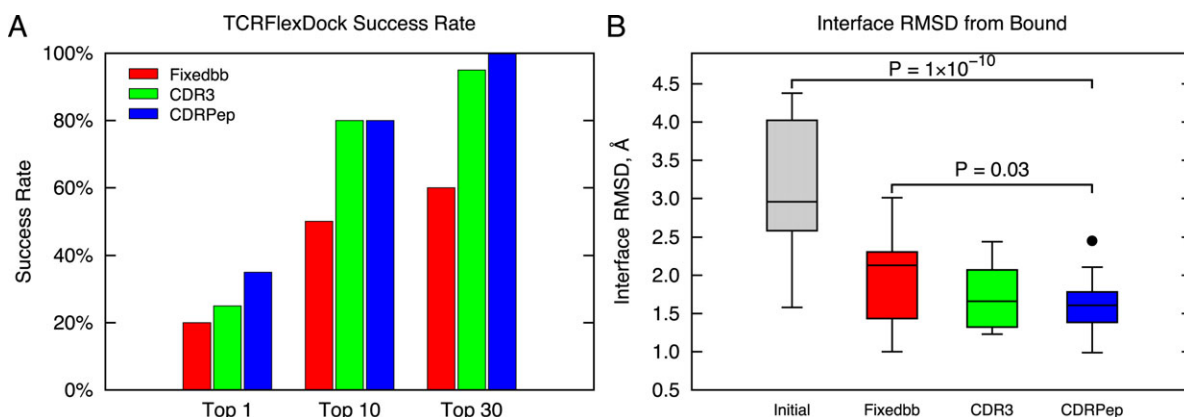 A
TCRFlexDock Success Rate
100%
80%
60%
40%
20%
0%
Success Rate
Fixedbb
CDR3
CDRPep
Top 1
Top 10
Top 30
B
Interface RMSD from Bound
4.5
4.0
3.5
3.0
2.5
2.0
1.5
1.0
0.5
Interface RMSD, Å
P = 1×10⁻¹⁰
P = 0.03
Initial
Fixedbb
CDR3
CDRPep